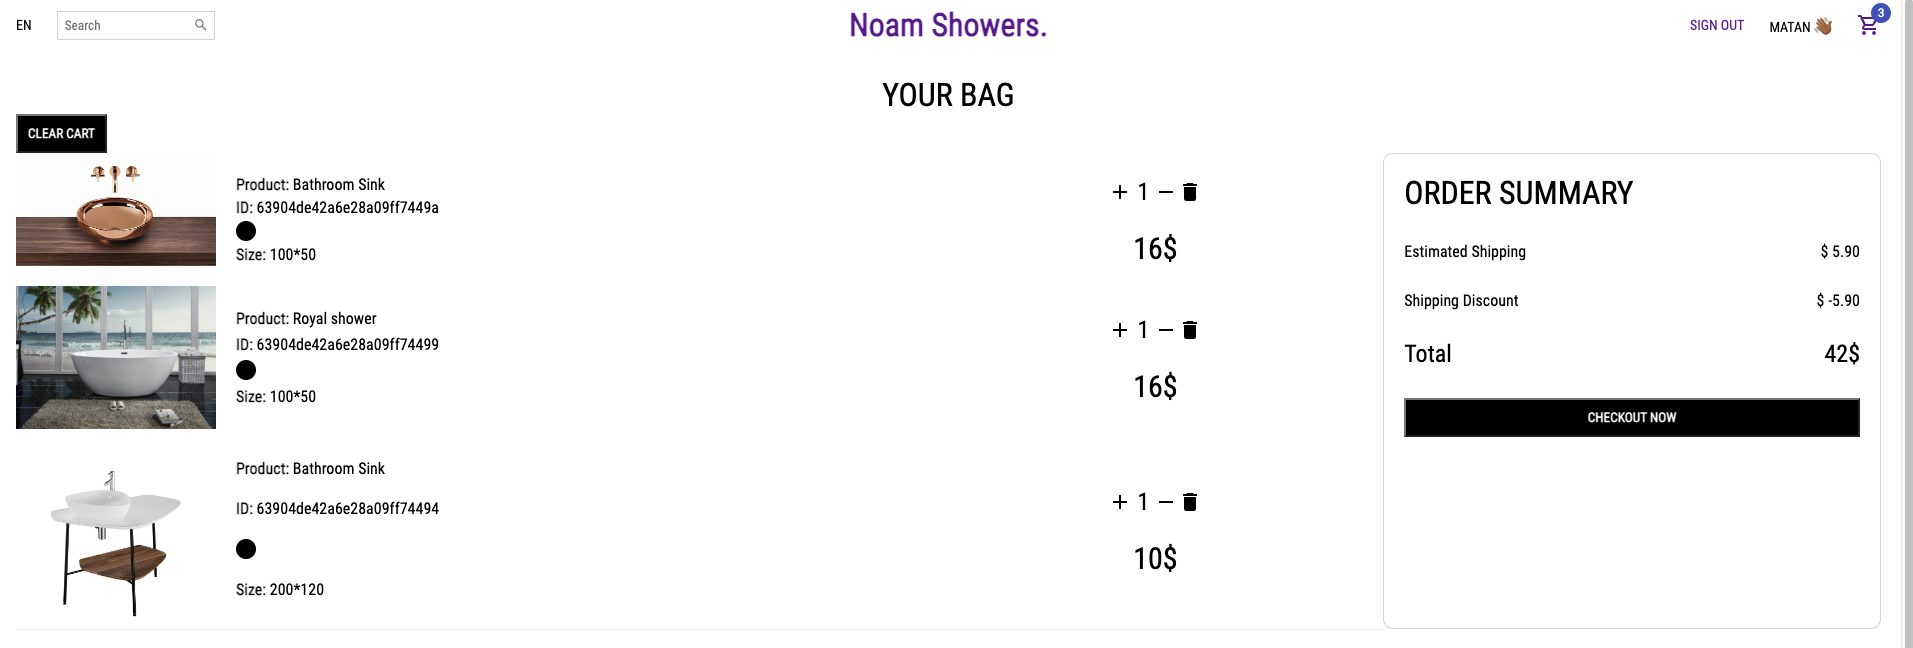 EN
Search
Noam Showers.
SIGN OUT
MATAN 👋🏾
3
YOUR BAG
CLEAR CART
Product: Bathroom Sink
ID: 63904de42a6e28a09ff7449a
Size: 100*50
+ 1 −
16$
Product: Royal shower
ID: 63904de42a6e28a09ff74499
Size: 100*50
+ 1 −
16$
Product: Bathroom Sink
ID: 63904de42a6e28a09ff74494
Size: 200*120
+ 1 −
10$
ORDER SUMMARY
Estimated Shipping $ 5.90
Shipping Discount $ -5.90
Total 42$
CHECKOUT NOW